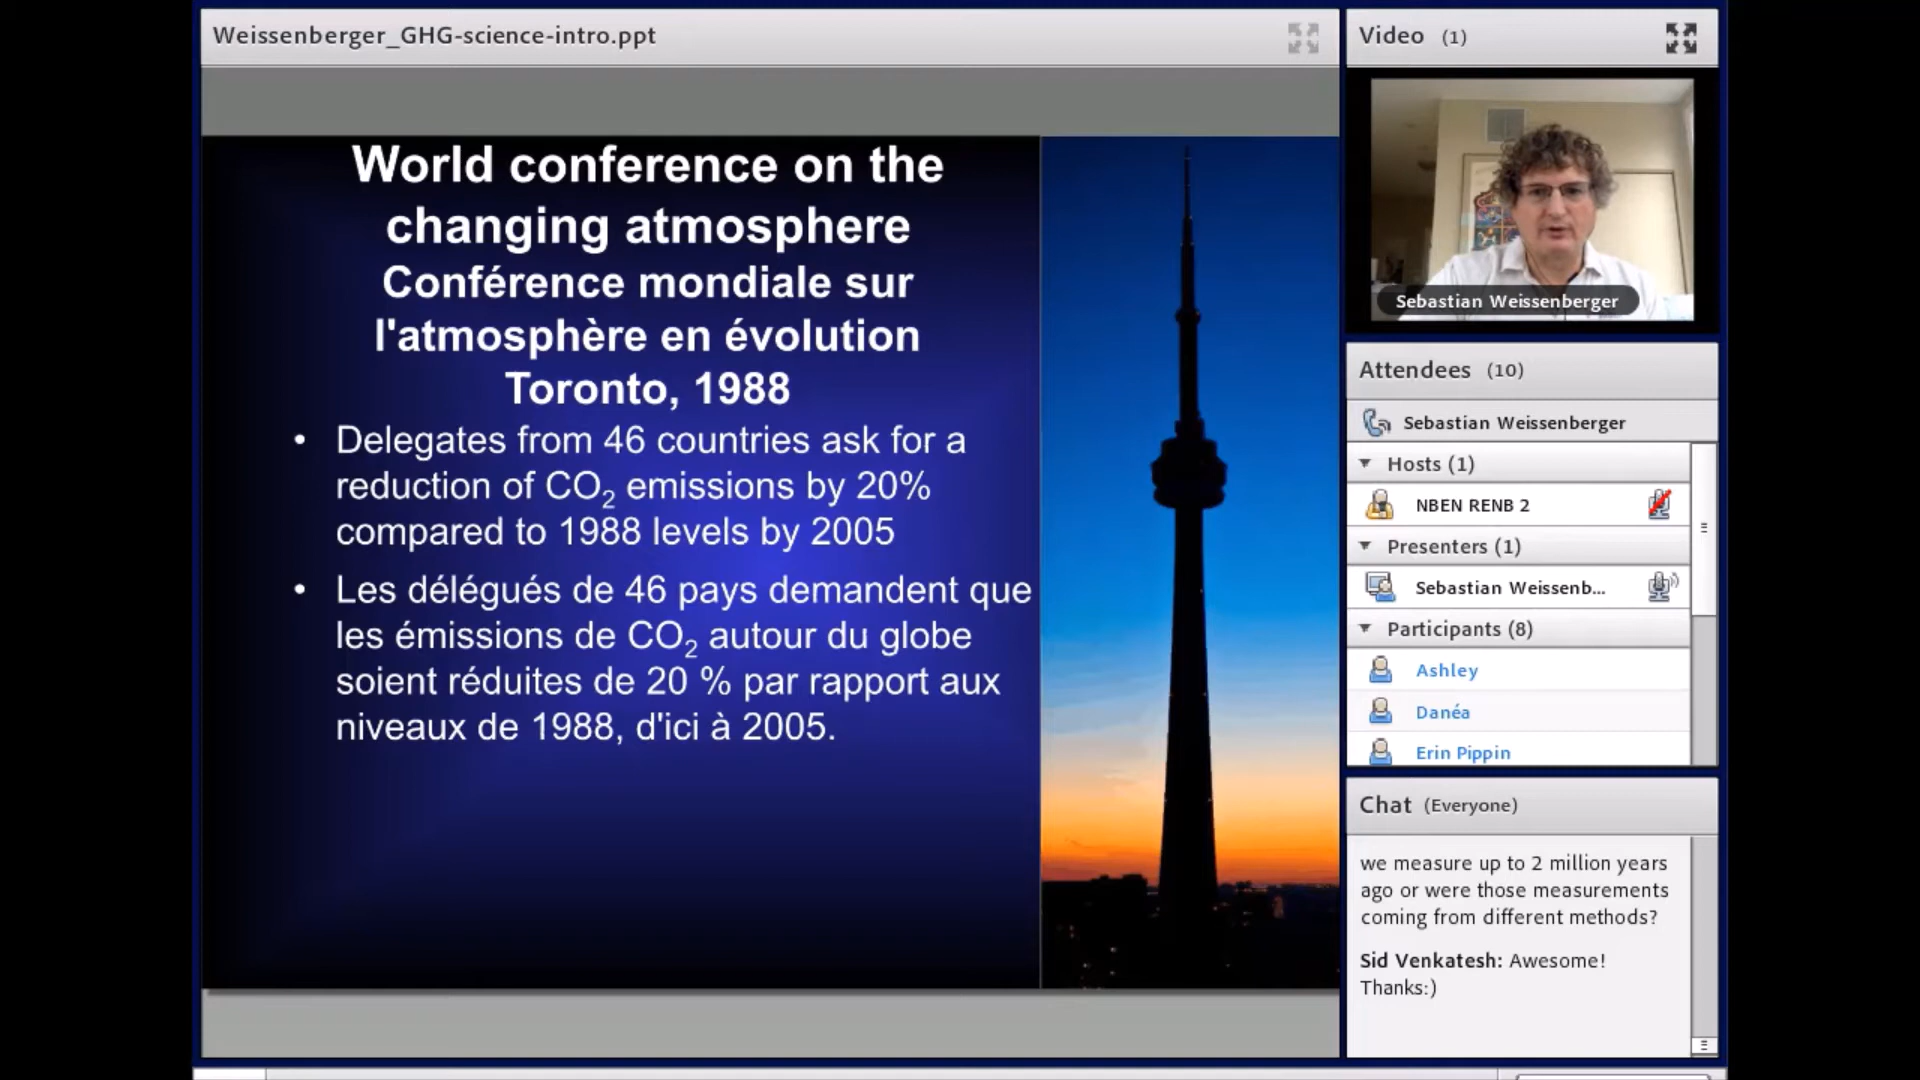 Weissenberger_GHG-science-intro.ppt
World conference on the
changing atmosphere
Conférence mondiale sur
l'atmosphère en évolution
Toronto, 1988
• Delegates from 46 countries ask for a
reduction of CO₂ emissions by 20%
compared to 1988 levels by 2005
• Les délégués de 46 pays demandent que
les émissions de CO₂ autour du globe
soient réduites de 20 % par rapport aux
niveaux de 1988, d'ici à 2005.
Video (1)
Sebastian Weissenberger
Attendees (10)
Sebastian Weissenberger
Hosts (1)
NBEN RENB 2
Presenters (1)
Sebastian Weissenb...
Participants (8)
Ashley
Danéa
Erin Pippin
Chat (Everyone)
we measure up to 2 million years
ago or were those measurements
coming from different methods?
Sid Venkatesh: Awesome!
Thanks:)